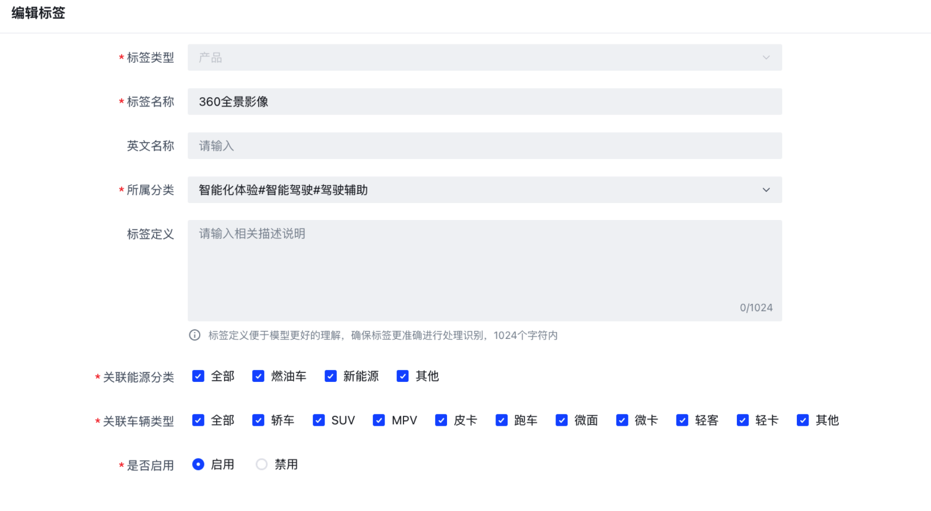 编辑标签
* 标签类型 产品
* 标签名称 360全景影像
英文名称 请输入
* 所属分类 智能化体验#智能驾驶#驾驶辅助
标签定义 请输入相关描述说明
0/1024
标签定义便于模型更好的理解，确保标签更准确进行处理识别，1024个字符内
* 关联能源分类 全部 燃油车 新能源 其他
* 关联车辆类型 全部 轿车 SUV MPV 皮卡 跑车 微面 微卡 轻客 轻卡 其他
* 是否启用 启用 禁用